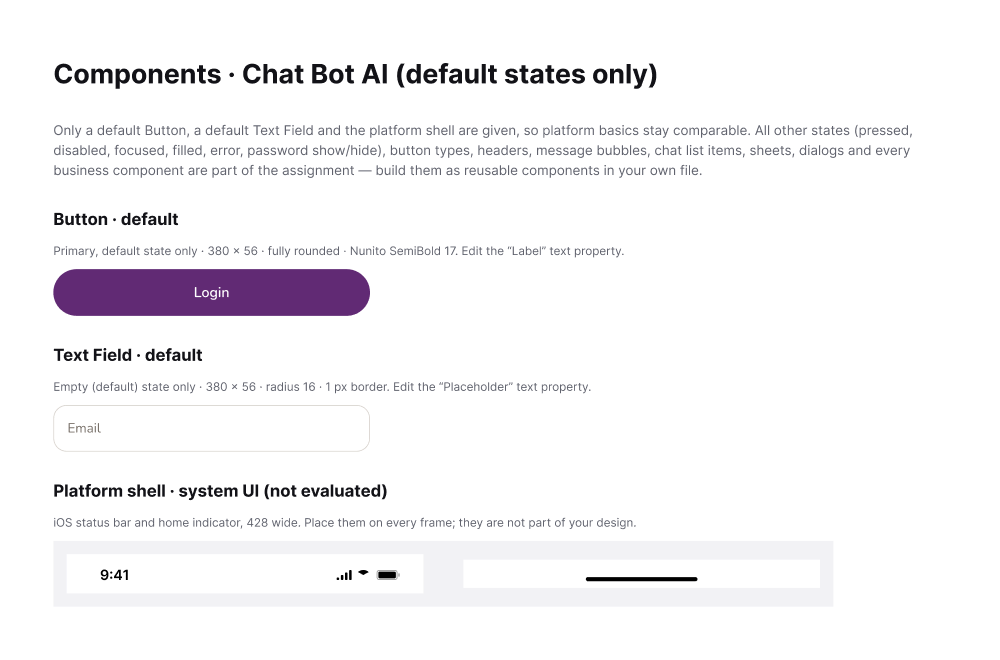 Components · Chat Bot AI (default states only)
Only a default Button, a default Text Field and the platform shell are given, so platform basics stay comparable. All other states (pressed,
disabled, focused, filled, error, password show/hide), button types, headers, message bubbles, chat list items, sheets, dialogs and every
business component are part of the assignment — build them as reusable components in your own file.
Button · default
Primary, default state only · 380 × 56 · fully rounded · Nunito SemiBold 17. Edit the “Label” text property.
Login
Text Field · default
Empty (default) state only · 380 × 56 · radius 16 · 1 px border. Edit the “Placeholder” text property.
Email
Platform shell · system UI (not evaluated)
iOS status bar and home indicator, 428 wide. Place them on every frame; they are not part of your design.
9:41